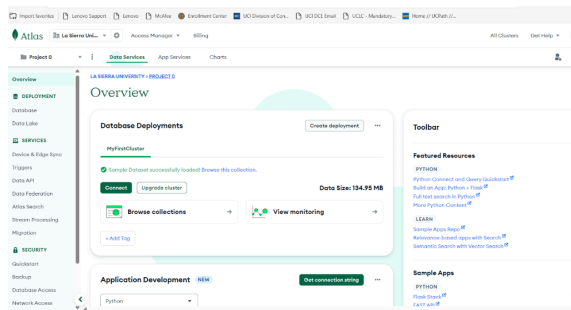 Import favorites Lenovo Support Lenovo McAfee Enrollment Center UCI Division of Con... UCI DCE Email UCLC - Mandatory... Home // UCPath //...
Atlas La Sierra Uni... Access Manager Billing All Clusters Get Help
Project 0 Data Services App Services Charts
LA SIERRA UNIVERSITY > PROJECT 0
Overview
Overview
DEPLOYMENT
Database
Data Lake
SERVICES
Device & Edge Sync
Triggers
Data API
Data Federation
Atlas Search
Stream Processing
Migration
SECURITY
Quickstart
Backup
Database Access
Network Access
Database Deployments
Create deployment
MyFirstCluster
Sample Dataset successfully loaded! Browse this collection.
Connect Upgrade cluster Data Size: 134.95 MB
Browse collections → View monitoring →
+ Add Tag
Application Development NEW Get connection string
Python
Toolbar
Featured Resources
PYTHON
Python Connect and Query Quickstart
Build an App: Python + Flask
Full text search in Python
More Python Content
LEARN
Sample Apps Repo
Relevance-based apps with Search
Semantic Search with Vector Search
Sample Apps
PYTHON
Flask Stack
FAST API